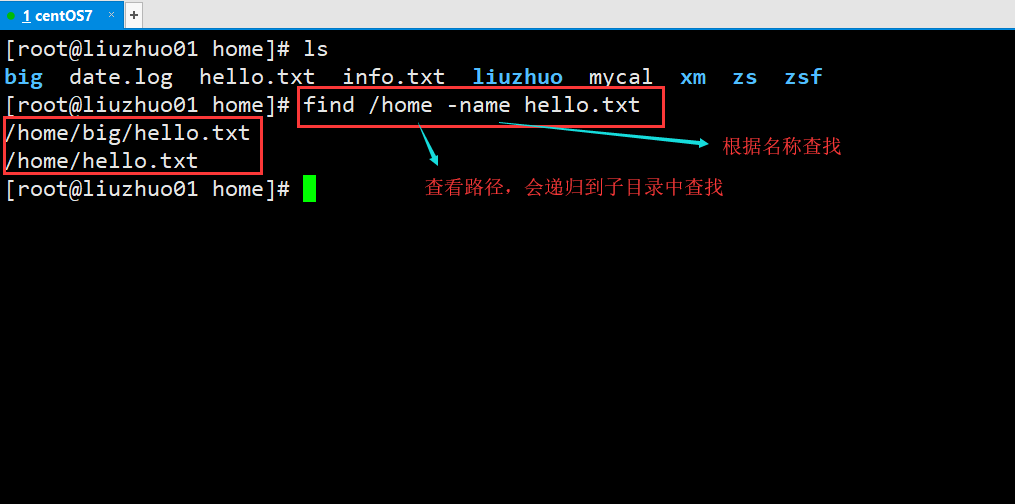 1 centOS7 × +
[root@liuzhuo01 home]# ls
big date.log hello.txt info.txt liuzhuo mycal xm zs zsf
[root@liuzhuo01 home]# find /home -name hello.txt
/home/big/hello.txt
根据名称查找
/home/hello.txt
查看路径，会递归到子目录中查找
[root@liuzhuo01 home]#